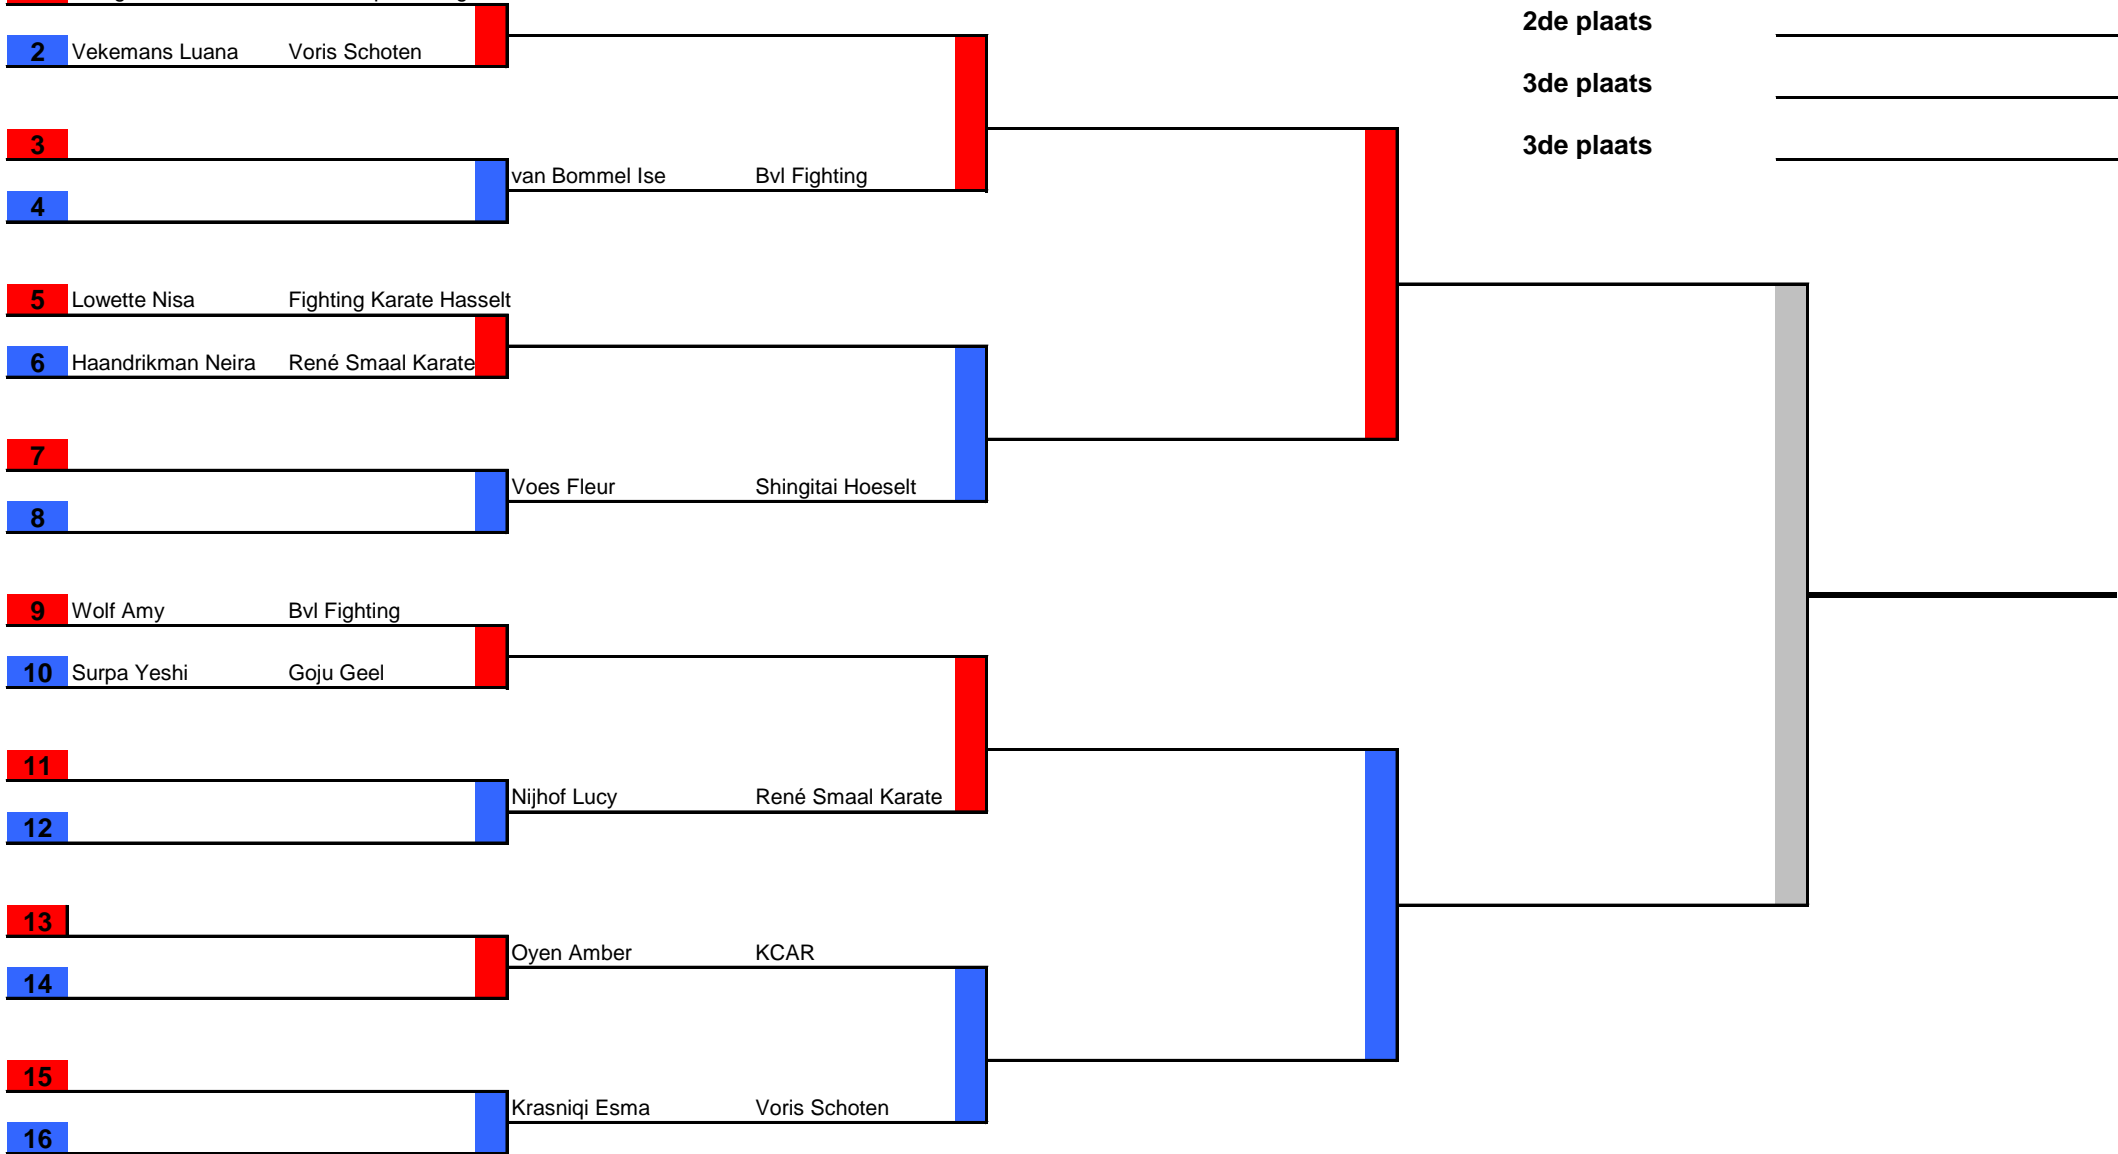 2de plaats
2 Vekemans Luana Voris Schoten
3de plaats
3
3de plaats
van Bommel Ise Bvl Fighting
4
5 Lowette Nisa Fighting Karate Hasselt
6 Haandrikman Neira René Smaal Karate
7
Voes Fleur Shingitai Hoeselt
8
9 Wolf Amy Bvl Fighting
10 Surpa Yeshi Goju Geel
11
Nijhof Lucy René Smaal Karate
12
13
Oyen Amber KCAR
14
15
Krasniqi Esma Voris Schoten
16